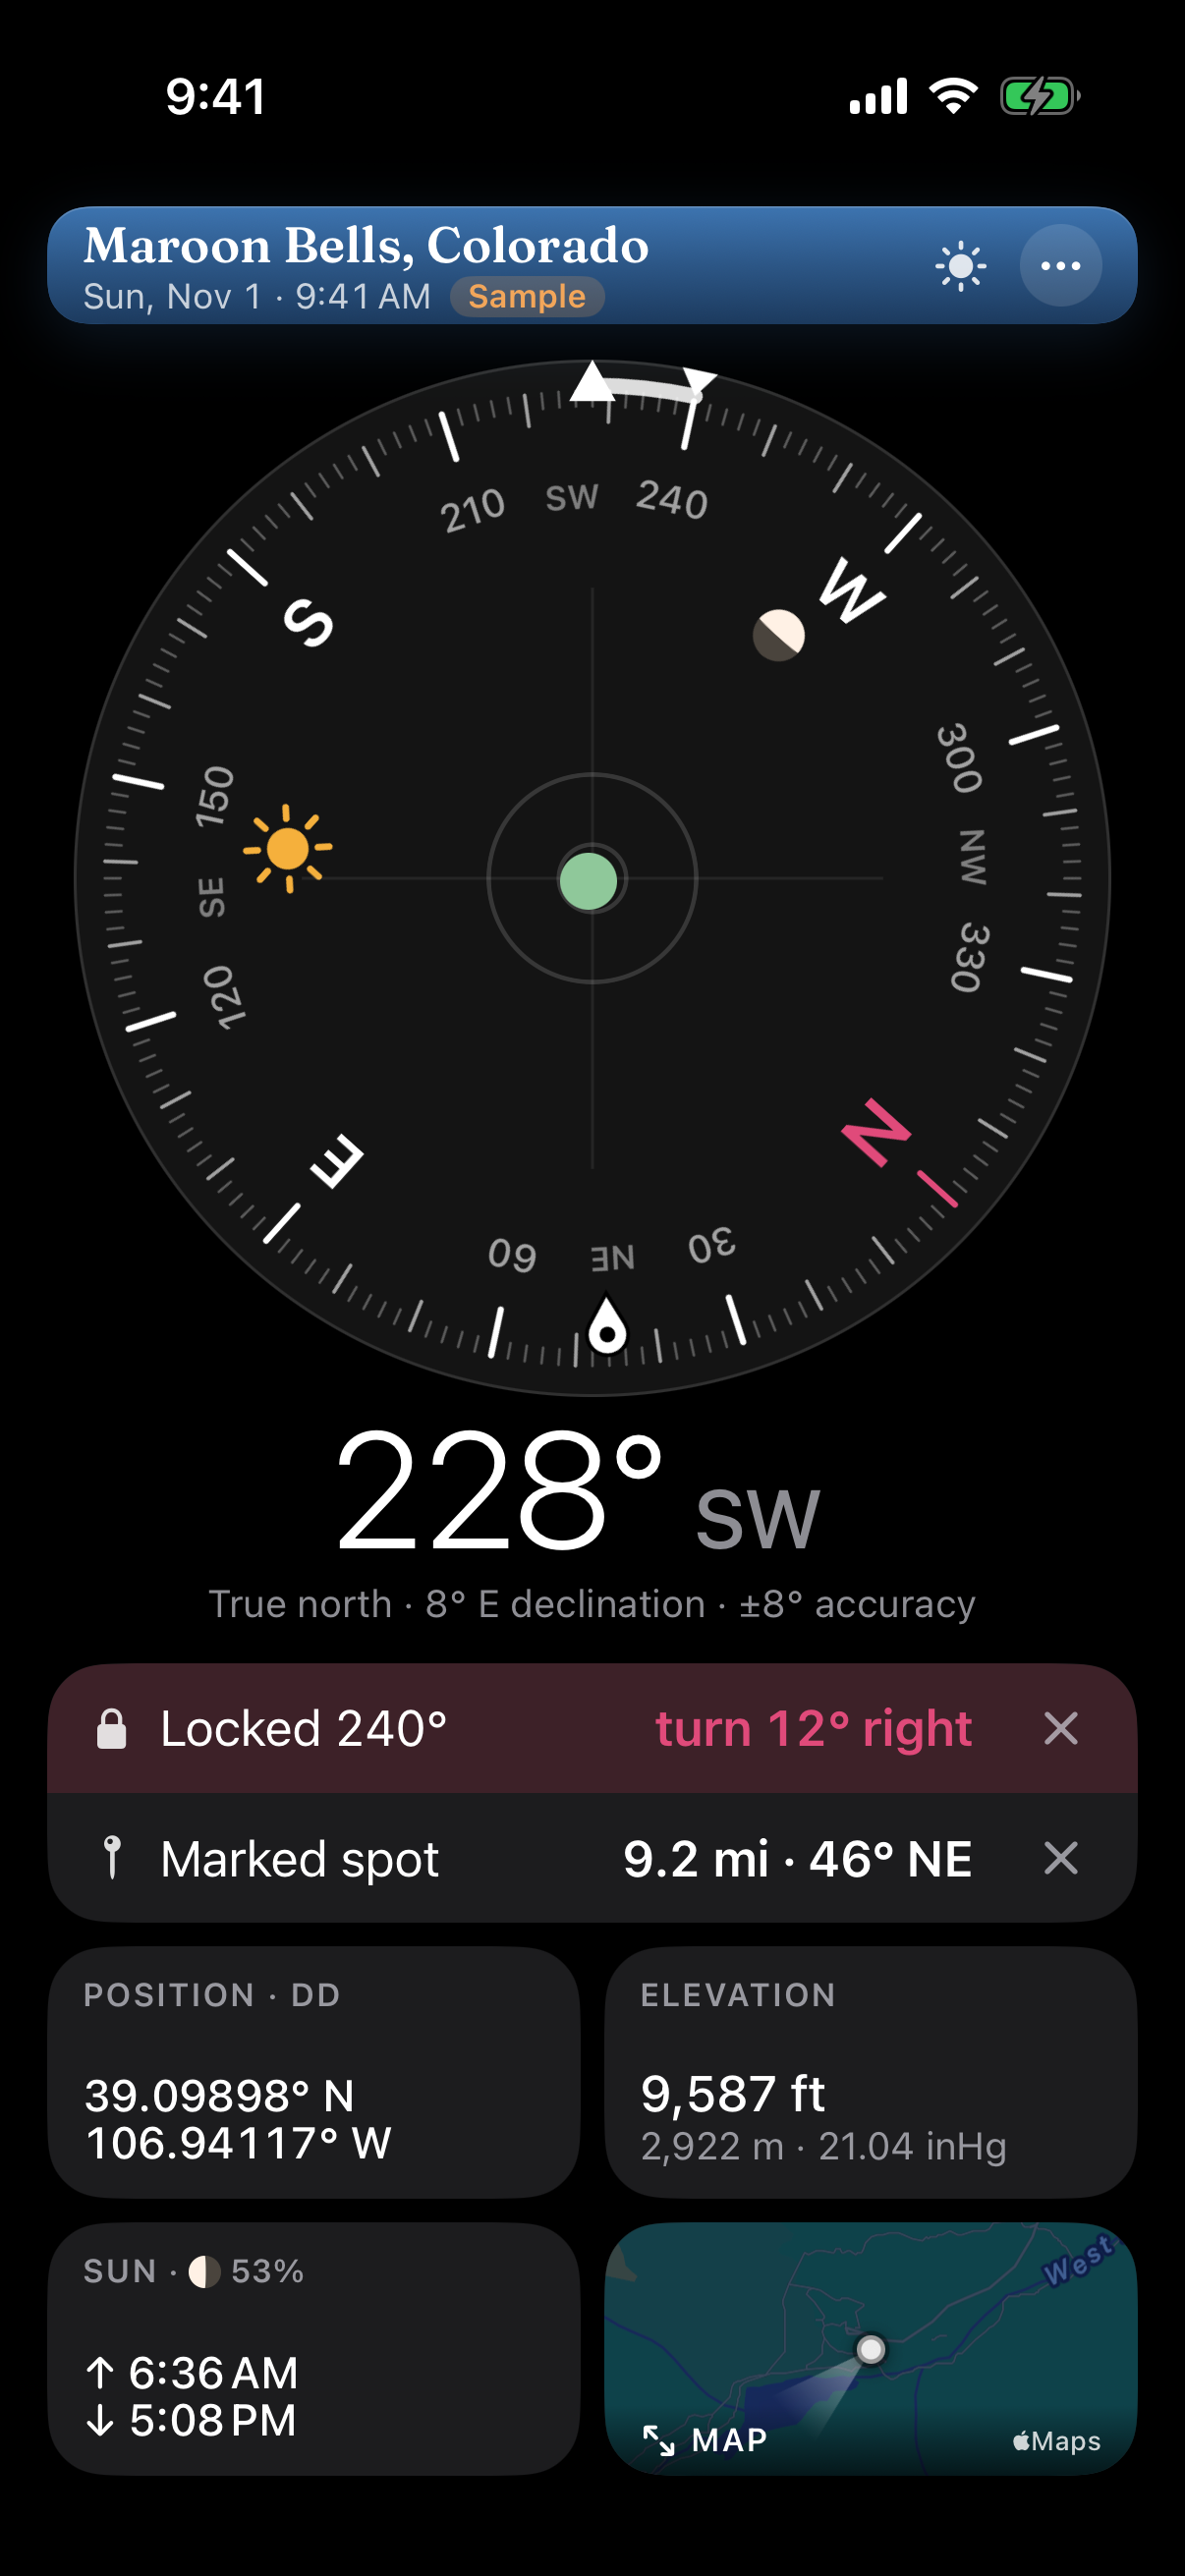 9:41
Maroon Bells, Colorado
Sun, Nov 1 · 9:41 AM Sample
210 SW 240
S W
150 300
SE NW
120 330
E N
60 NE 30
228° SW
True north · 8° E declination · ±8° accuracy
Locked 240° turn 12° right
Marked spot 9.2 mi · 46° NE
POSITION · DD
39.09898° N
106.94117° W
ELEVATION
9,587 ft
2,922 m · 21.04 inHg
SUN · 53%
↑ 6:36 AM
↓ 5:08 PM
West
MAP
Maps